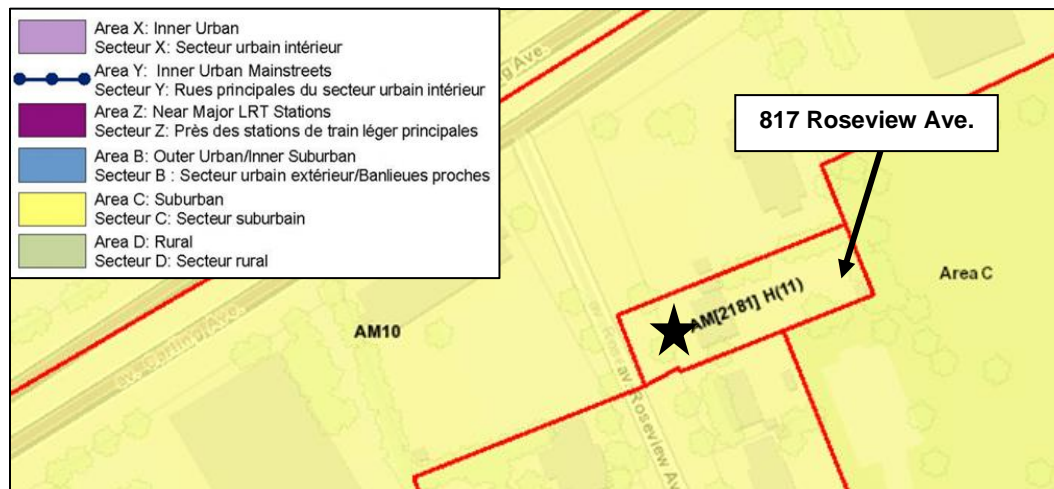 Area X: Inner Urban
Secteur X: Secteur urbain intérieur
Area Y: Inner Urban Mainstreets
Secteur Y: Rues principales du secteur urbain intérieur
Area Z: Near Major LRT Stations
Secteur Z: Près des stations de train léger principales
Area B: Outer Urban/Inner Suburban
Secteur B : Secteur urbain extérieur/Banlieues proches
Area C: Suburban
Secteur C: Secteur suburbain
Area D: Rural
Secteur D: Secteur rural
817 Roseview Ave.
Area C
AM[2181] H(11)
AM10
av. Carling Ave.
av. Roseview Av